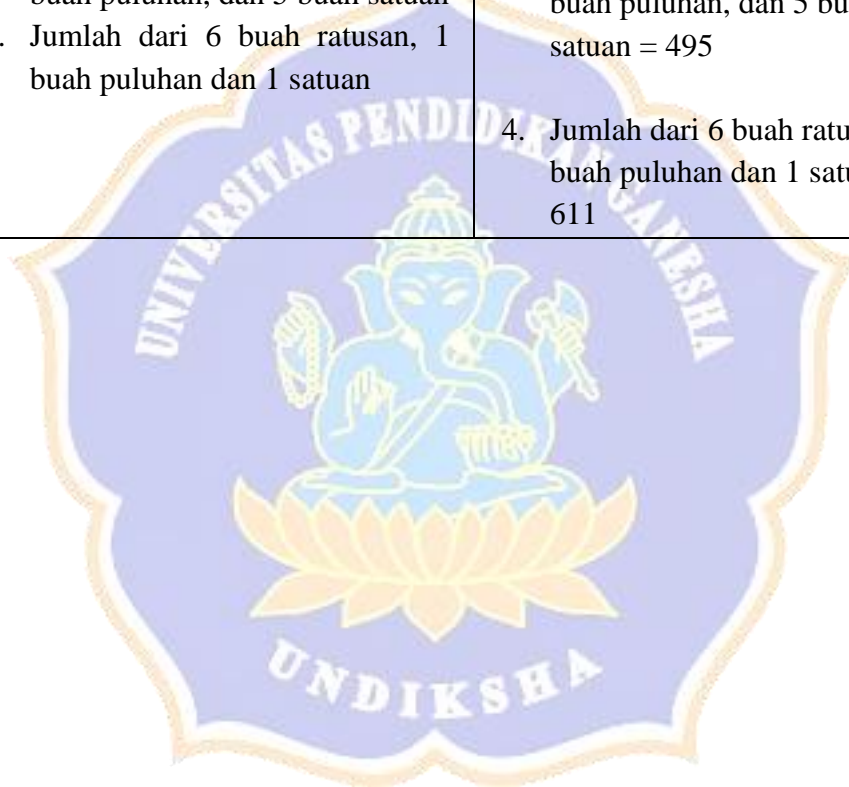 buah puluhan, dan 5 buah satuan
. Jumlah dari 6 buah ratusan, 1
buah puluhan dan 1 satuan
buah puluhan, dan 5 bu
satuan = 495
4. Jumlah dari 6 buah ratu
buah puluhan dan 1 satu
611
UNIVERSITAS PENDIDIKAN GANESHA
UNDIKSHA